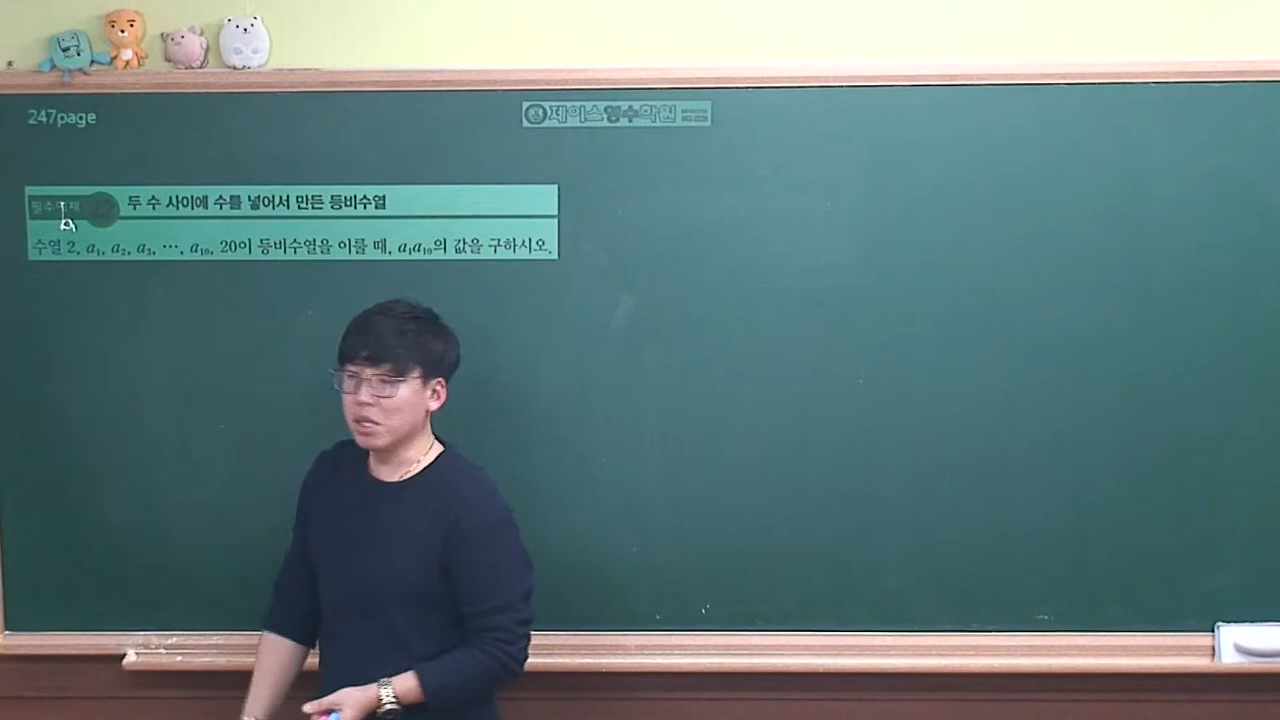 247page
제이스영수학원
필수예제 22 두 수 사이에 수를 넣어서 만든 등비수열
수열 2, a₁, a₂, a₃, ⋯, a₁₀, 20이 등비수열을 이룰 때, a₁a₁₀의 값을 구하시오.